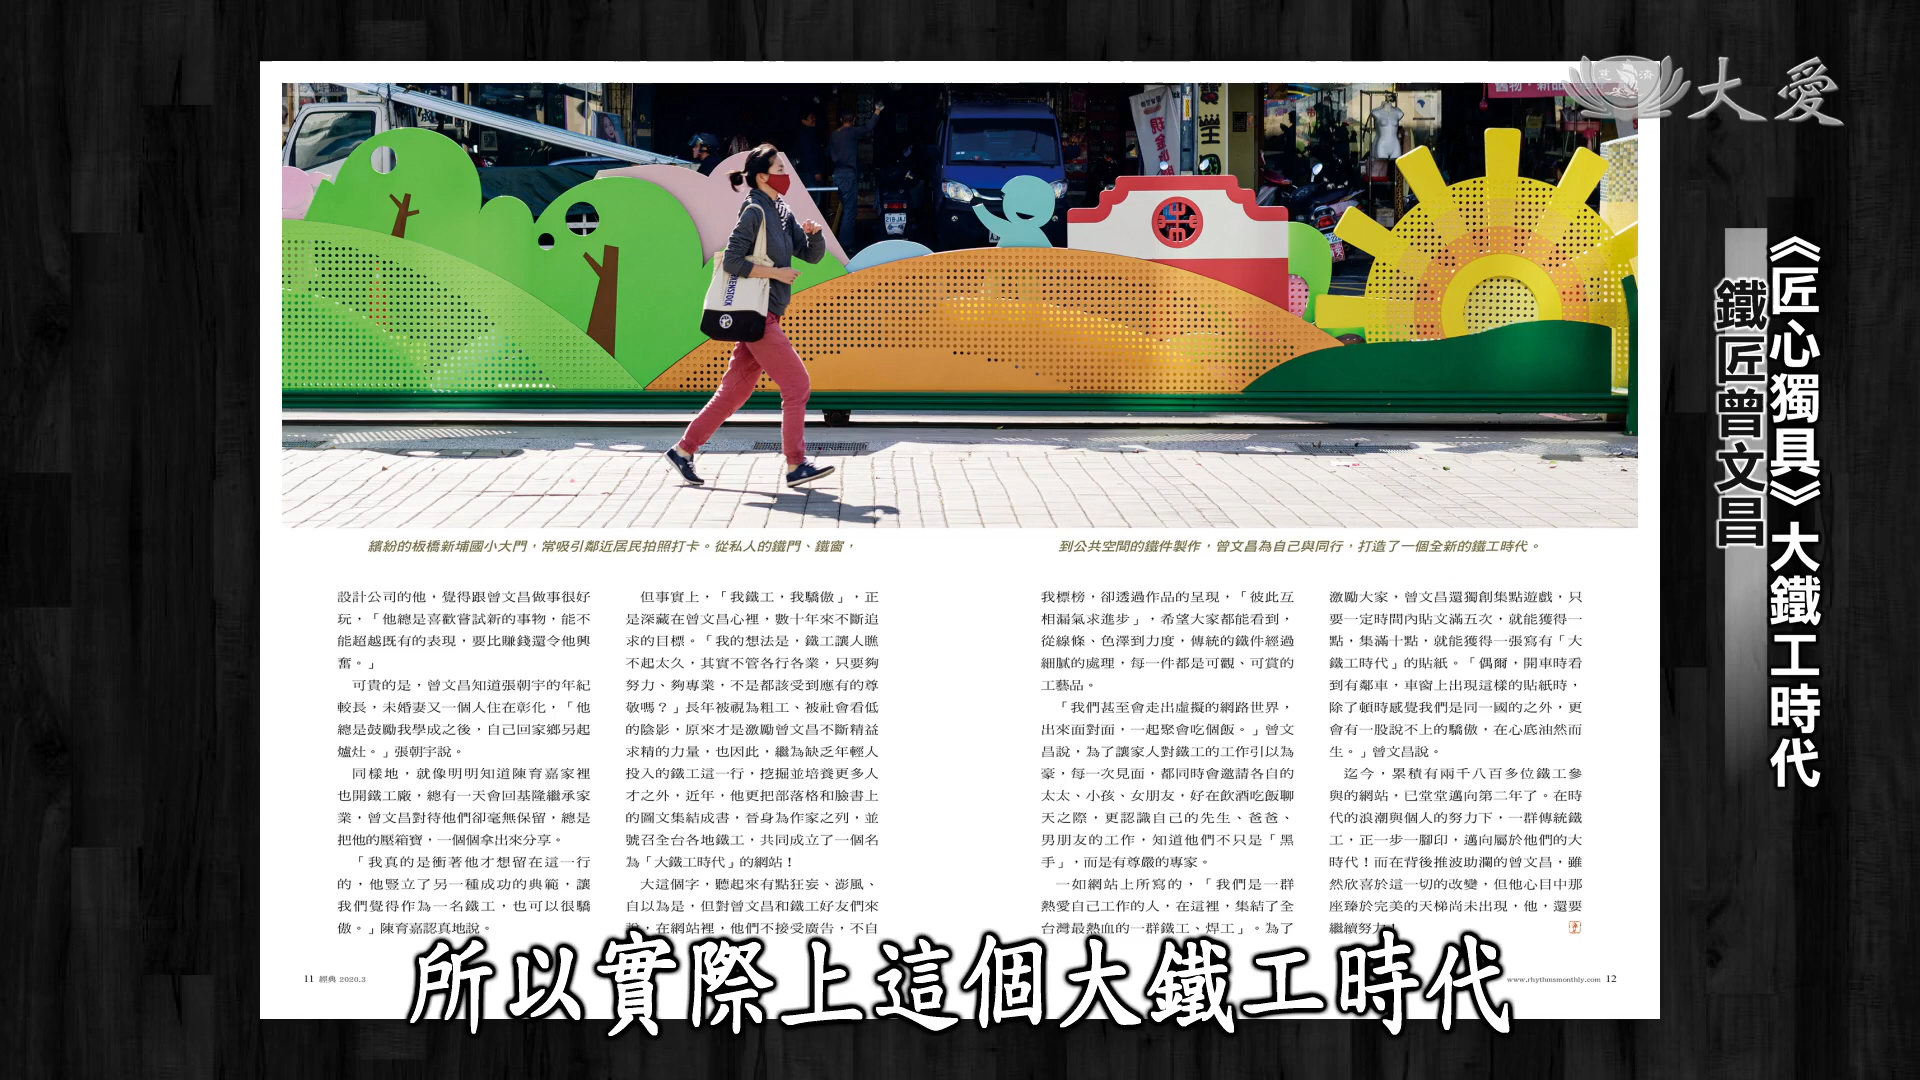 大愛
《匠心獨具》大鐵工時代
鐵匠曾文昌
繽紛的板橋新埔國小大門，常吸引鄰近居民拍照打卡。從私人的鐵門、鐵窗，
到公共空間的鐵件製作，曾文昌為自己與同行，打造了一個全新的鐵工時代。
設計公司的他，覺得跟曾文昌做事很好
玩，「他總是喜歡嘗試新的事物，能不
能超越既有的表現，要比賺錢還令他興
奮。」
可貴的是，曾文昌知道張朝宇的年紀
較長，未婚妻又一個人住在彰化，「他
總是鼓勵我學成之後，自己回家鄉另起
爐灶。」張朝宇說。
同樣地，就像明明知道陳育嘉家裡
也開鐵工廠，總有一天會回基隆繼承家
業，曾文昌對待他們卻毫無保留，總是
把他的壓箱寶，一個個拿出來分享。
「我真的是衝著他才想留在這一行
的，他豎立了另一種成功的典範，讓
我們覺得作為一名鐵工，也可以很驕
傲。」陳育嘉認真地說。
但事實上，「我鐵工，我驕傲」，正
是深藏在曾文昌心裡，數十年來不斷追
求的目標。「我的想法是，鐵工讓人瞧
不起太久，其實不管各行各業，只要夠
努力、夠專業，不是都該受到應有的尊
敬嗎？」長年被視為粗工、被社會看低
的陰影，原來才是激勵曾文昌不斷精益
求精的力量，也因此，繼為缺乏年輕人
投入的鐵工這一行，挖掘並培養更多人
才之外，近年，他更把部落格和臉書上
的圖文集結成書，晉身為作家之列，並
號召全台各地鐵工，共同成立了一個名
為「大鐵工時代」的網站！
大這個字，聽起來有點狂妄、澎風、
自以為是，但對曾文昌和鐵工好友們來
說，在網站裡，他們不接受廣告，不自
我標榜，卻透過作品的呈現，「彼此互
相漏氣求進步」，希望大家都能看到，
從線條、色澤到力度，傳統的鐵件經過
細膩的處理，每一件都是可觀、可賞的
工藝品。
「我們甚至會走出虛擬的網路世界，
出來面對面，一起聚會吃個飯。」曾文
昌說，為了讓家人對鐵工的工作引以為
豪，每一次見面，都同時會邀請各自的
太太、小孩、女朋友，好在飲酒吃飯聊
天之際，更認識自己的先生、爸爸、
男朋友的工作，知道他們不只是「黑
手」，而是有尊嚴的專家。
一如網站上所寫的，「我們是一群
熱愛自己工作的人，在這裡，集結了全
台灣最熱血的一群鐵工、焊工」。為了
激勵大家，曾文昌還獨創集點遊戲，只
要一定時間內貼文滿五次，就能獲得一
點，集滿十點，就能獲得一張寫有「大
鐵工時代」的貼紙。「偶爾，開車時看
到有鄰車，車窗上出現這樣的貼紙時，
除了頓時感覺我們是同一國的之外，更
會有一股說不上的驕傲，在心底油然而
生。」曾文昌說。
迄今，累積有兩千八百多位鐵工參
與的網站，已堂堂邁向第二年了。在時
代的浪潮與個人的努力下，一群傳統鐵
工，正一步一腳印，邁向屬於他們的大
時代！而在背後推波助瀾的曾文昌，雖
然欣喜於這一切的改變，但他心目中那
座臻於完美的天梯尚未出現，他，還要
繼續努力！
11 經典 2020.3
www.rhythmsmonthly.com 12
所以實際上這個大鐵工時代